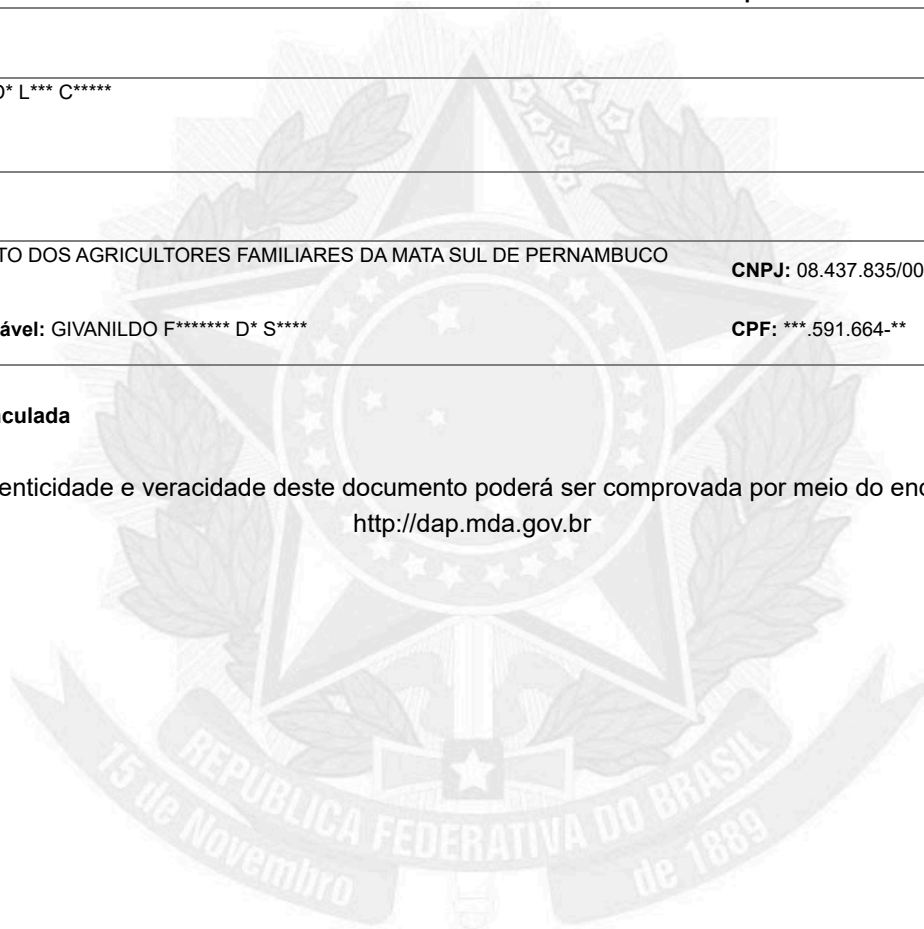 D* L*** C*****
TO DOS AGRICULTORES FAMILIARES DA MATA SUL DE PERNAMBUCO
CNPJ: 08.437.835/00
ável: GIVANILDO F******* D* S****
CPF: ***.591.664-**
culada
enticidade e veracidade deste documento poderá ser comprovada por meio do end
http://dap.mda.gov.br
REPUBLICA FEDERATIVA DO BRASIL
15 de Novembro
de 1889